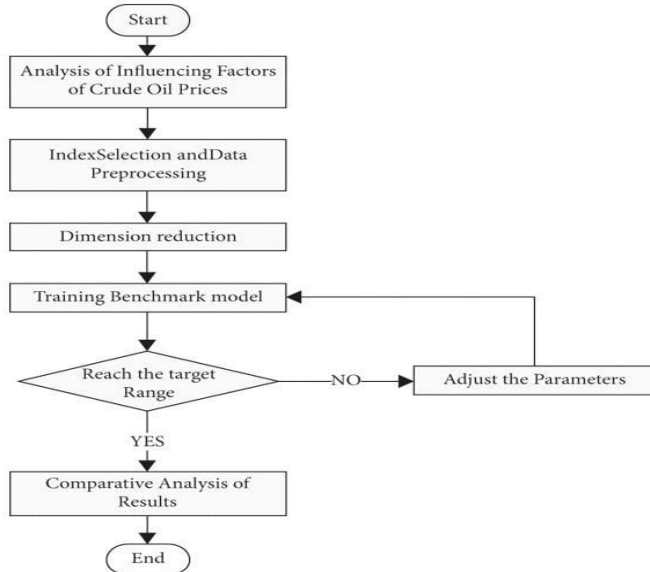 Start
Analysis of Influencing Factors
of Crude Oil Prices
IndexSelection andData
Preprocessing
Dimension reduction
Training Benchmark model
Reach the target
Range
NO
Adjust the Parameters
YES
Comparative Analysis of
Results
End